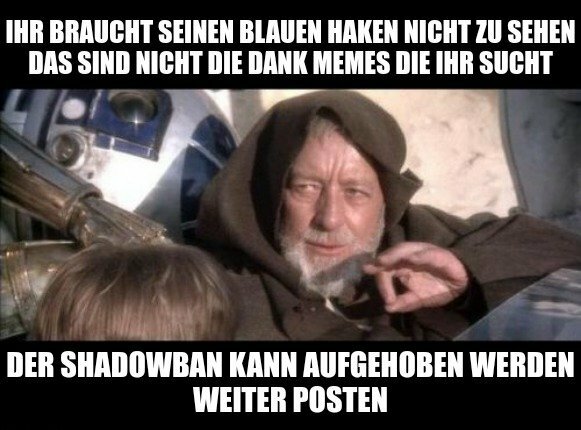 IHR BRAUCHT SEINEN BLAUEN HAKEN NICHT ZU SEHEN
DAS SIND NICHT DIE DANK MEMES DIE IHR SUCHT
DER SHADOWBAN KANN AUFGEHOBEN WERDEN
WEITER POSTEN